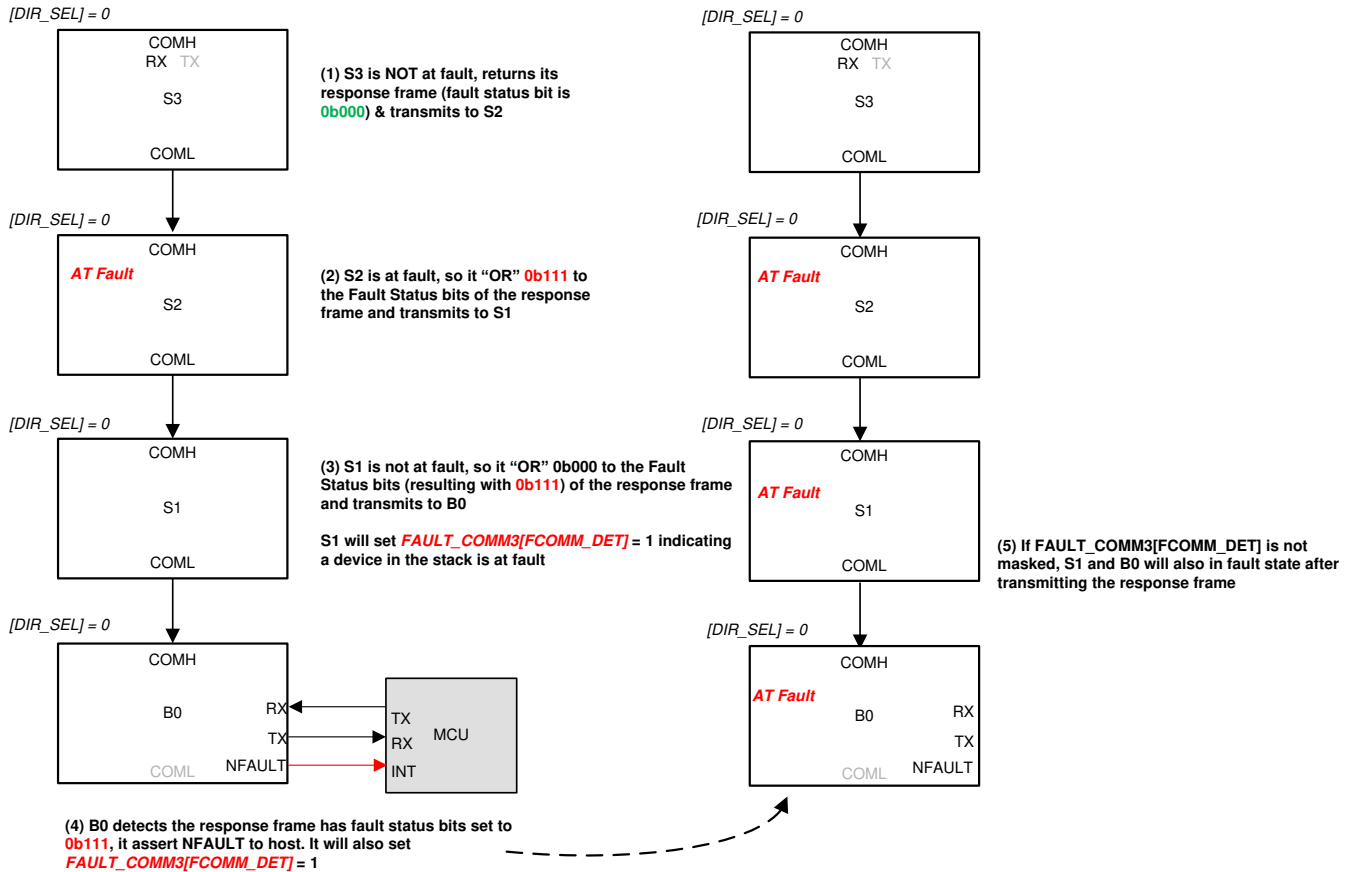 [DIR_SEL] = 0
COMH
RX TX
S3
COML
(1) S3 is NOT at fault, returns its
response frame (fault status bit is
0b000) & transmits to S2
[DIR_SEL] = 0
COMH
AT Fault
S2
COML
(2) S2 is at fault, so it “OR” 0b111 to
the Fault Status bits of the response
frame and transmits to S1
[DIR_SEL] = 0
COMH
S1
COML
(3) S1 is not at fault, so it “OR” 0b000 to the Fault
Status bits (resulting with 0b111) of the response frame
and transmits to B0
S1 will set FAULT_COMM3[FCOMM_DET] = 1 indicating
a device in the stack is at fault
[DIR_SEL] = 0
COMH
B0
RX
TX
NFAULT
COML
TX
RX
MCU
INT
(4) B0 detects the response frame has fault status bits set to
0b111, it assert NFAULT to host. It will also set
FAULT_COMM3[FCOMM_DET] = 1
[DIR_SEL] = 0
COMH
RX TX
S3
COML
[DIR_SEL] = 0
COMH
AT Fault
S2
COML
[DIR_SEL] = 0
COMH
AT Fault
S1
COML
(5) If FAULT_COMM3[FCOMM_DET] is not
masked, S1 and B0 will also in fault state after
transmitting the response frame
[DIR_SEL] = 0
COMH
AT Fault
B0
RX
TX
NFAULT
COML